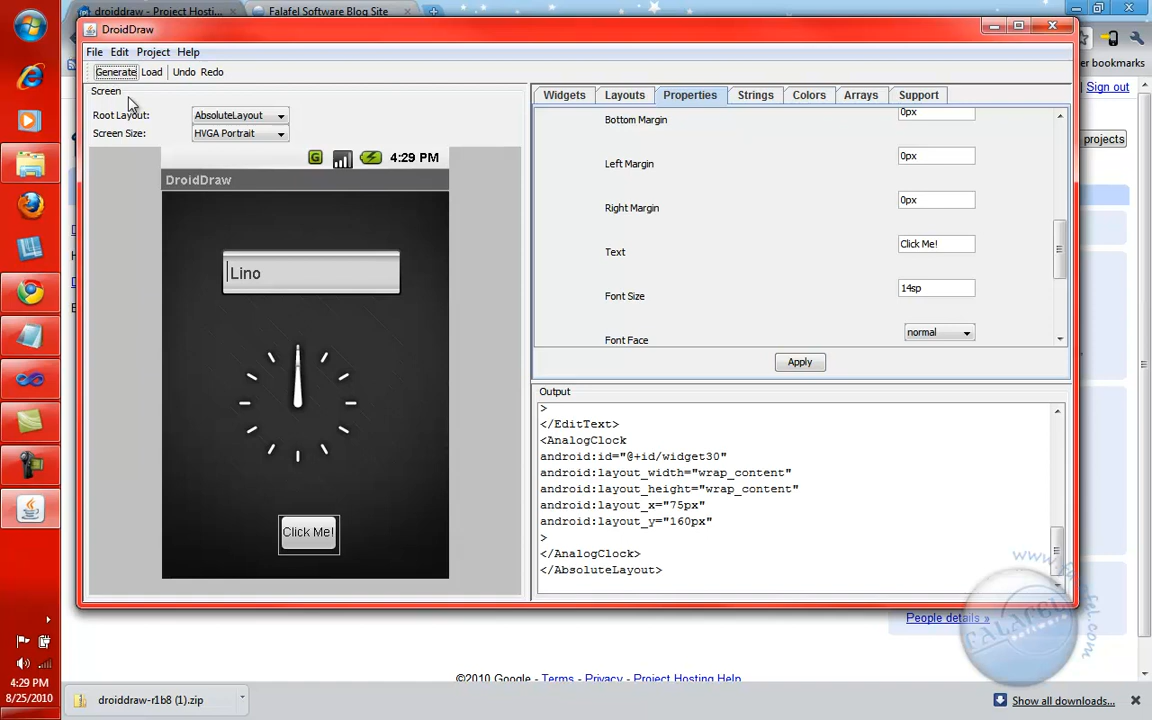 droiddraw - Project Hosti...
Falafel Software Blog Site
DroidDraw
File Edit Project Help
Generate Load Undo Redo
Screen
Root Layout: AbsoluteLayout
Screen Size: HVGA Portrait
G 4:29 PM
DroidDraw
Lino
Click Me!
Widgets Layouts Properties Strings Colors Arrays Support
Bottom Margin 0px
Left Margin 0px
Right Margin 0px
Text Click Me!
Font Size 14sp
Font Face normal
Apply
Output
>
</EditText>
<AnalogClock
android:id="@+id/widget30"
android:layout_width="wrap_content"
android:layout_height="wrap_content"
android:layout_x="75px"
android:layout_y="160px"
>
</AnalogClock>
</AbsoluteLayout>
bookmarks
Sign out
projects
www.fa
fel.com
FALAFEL
People details »
©2010 Google - Terms - Privacy - Project Hosting Help
4:29 PM
8/25/2010
droiddraw-r1b8 (1).zip
Show all downloads...